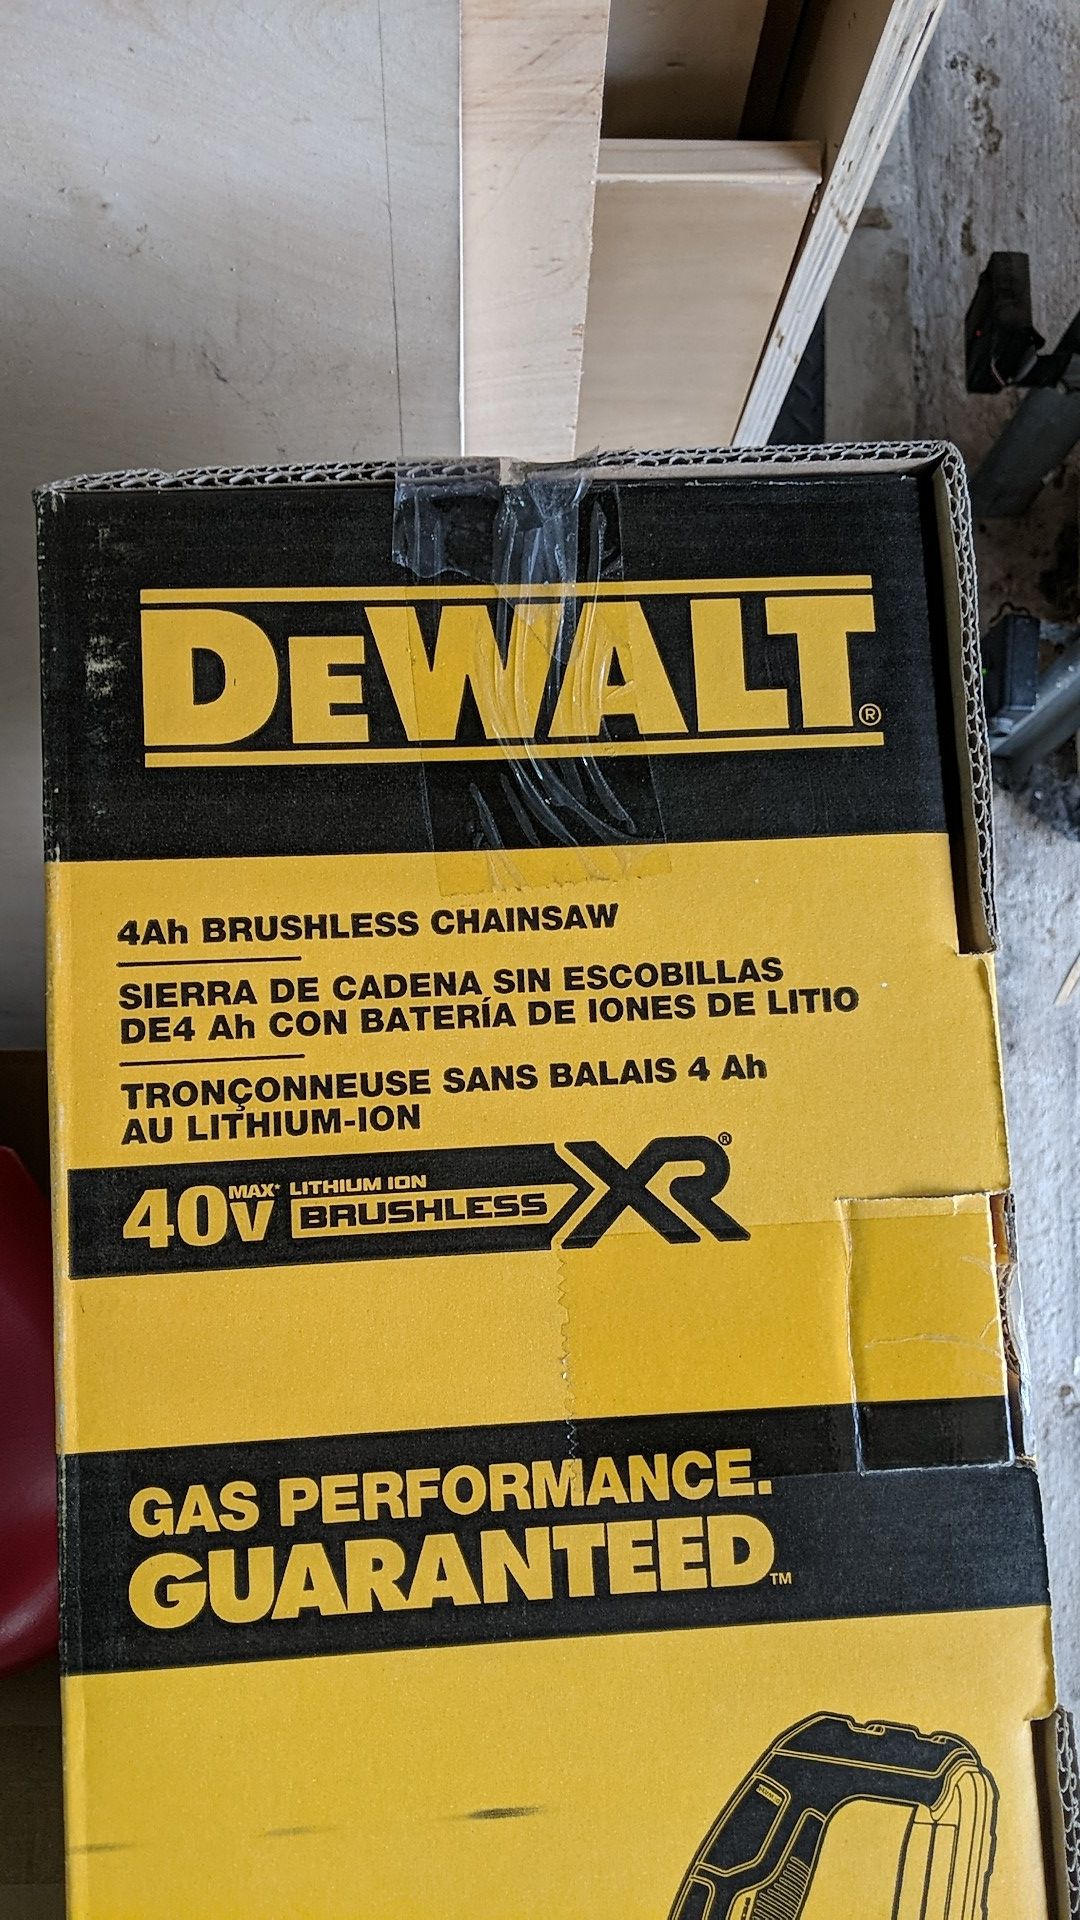 DEWALT®
4Ah BRUSHLESS CHAINSAW
SIERRA DE CADENA SIN ESCOBILLAS
DE4 Ah CON BATERÍA DE IONES DE LITIO
TRONÇONNEUSE SANS BALAIS 4 Ah
AU LITHIUM-ION
40V MAX* LITHIUM ION
BRUSHLESS XR®
GAS PERFORMANCE.
GUARANTEED™